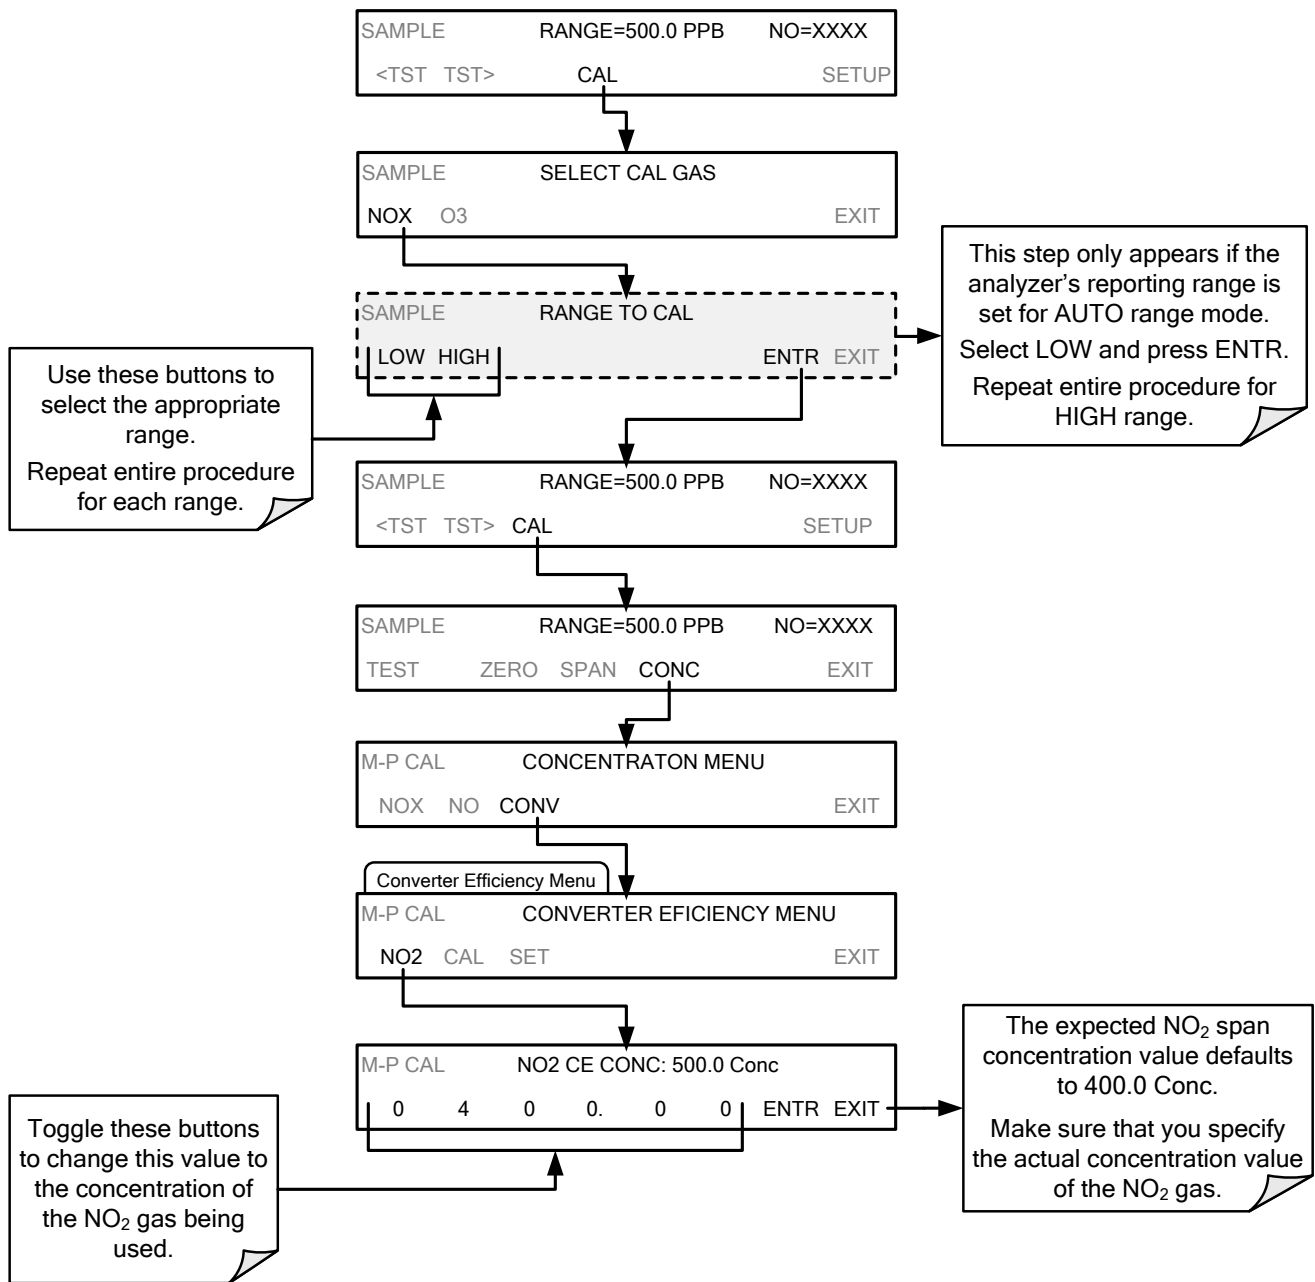 SAMPLE RANGE=500.0 PPB NO=XXXX
<TST TST> CAL SETUP
SAMPLE SELECT CAL GAS
NOX O3 EXIT
This step only appears if the
analyzer's reporting range is
set for AUTO range mode.
Select LOW and press ENTR.
Repeat entire procedure for
HIGH range.
SAMPLE RANGE TO CAL
LOW HIGH ENTR EXIT
Use these buttons to
select the appropriate
range.
Repeat entire procedure
for each range.
SAMPLE RANGE=500.0 PPB NO=XXXX
<TST TST> CAL SETUP
SAMPLE RANGE=500.0 PPB NO=XXXX
TEST ZERO SPAN CONC EXIT
M-P CAL CONCENTRATON MENU
NOX NO CONV EXIT
Converter Efficiency Menu
M-P CAL CONVERTER EFICIENCY MENU
NO2 CAL SET EXIT
M-P CAL NO2 CE CONC: 500.0 Conc
0 4 0 0. 0 0 ENTR EXIT
The expected NO₂ span
concentration value defaults
to 400.0 Conc.
Make sure that you specify
the actual concentration value
of the NO₂ gas.
Toggle these buttons
to change this value to
the concentration of
the NO₂ gas being
used.